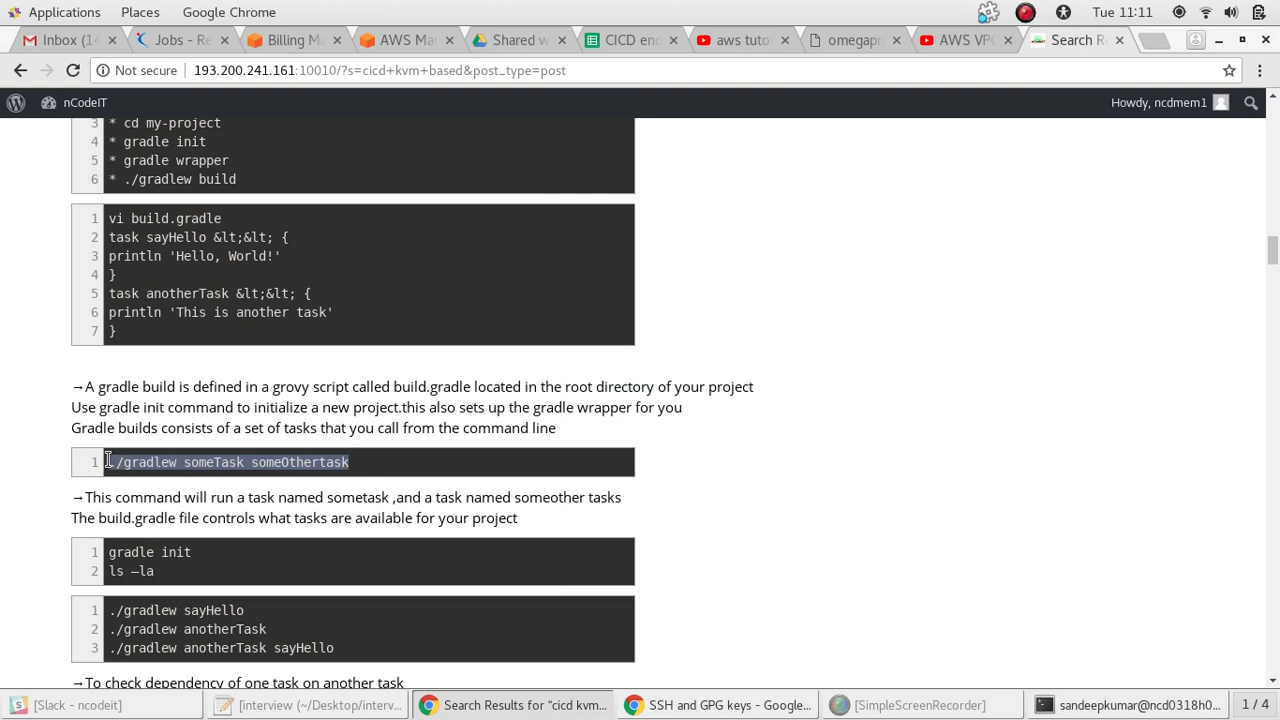 Applications Places Google Chrome Tue 11:11
Inbox (14 Jobs - Re Billing M AWS Ma Shared w CICD en aws tuto omegapr AWS VP Search R
Not secure 193.200.241.161:10010/?s=cicd+kvm+based&post_type=post
nCodeIT Howdy, ncdmem1
3 * cd my-project
4 * gradle init
5 * gradle wrapper
6 * ./gradlew build
1 vi build.gradle
2 task sayHello &lt;&lt; {
3 println 'Hello, World!'
4 }
5 task anotherTask &lt;&lt; {
6 println 'This is another task'
7 }
→A gradle build is defined in a grovy script called build.gradle located in the root directory of your project
Use gradle init command to initialize a new project.this also sets up the gradle wrapper for you
Gradle builds consists of a set of tasks that you call from the command line
1 ./gradlew someTask someOthertask
→This command will run a task named sometask ,and a task named someother tasks
The build.gradle file controls what tasks are available for your project
1 gradle init
2 ls –la
1 ./gradlew sayHello
2 ./gradlew anotherTask
3 ./gradlew anotherTask sayHello
→To check dependency of one task on another task
[Slack - ncodeit] [interview (~/Desktop/interv... Search Results for "cicd kvm... SSH and GPG keys - Google... [SimpleScreenRecorder] sandeepkumar@ncd0318h0... 1 / 4